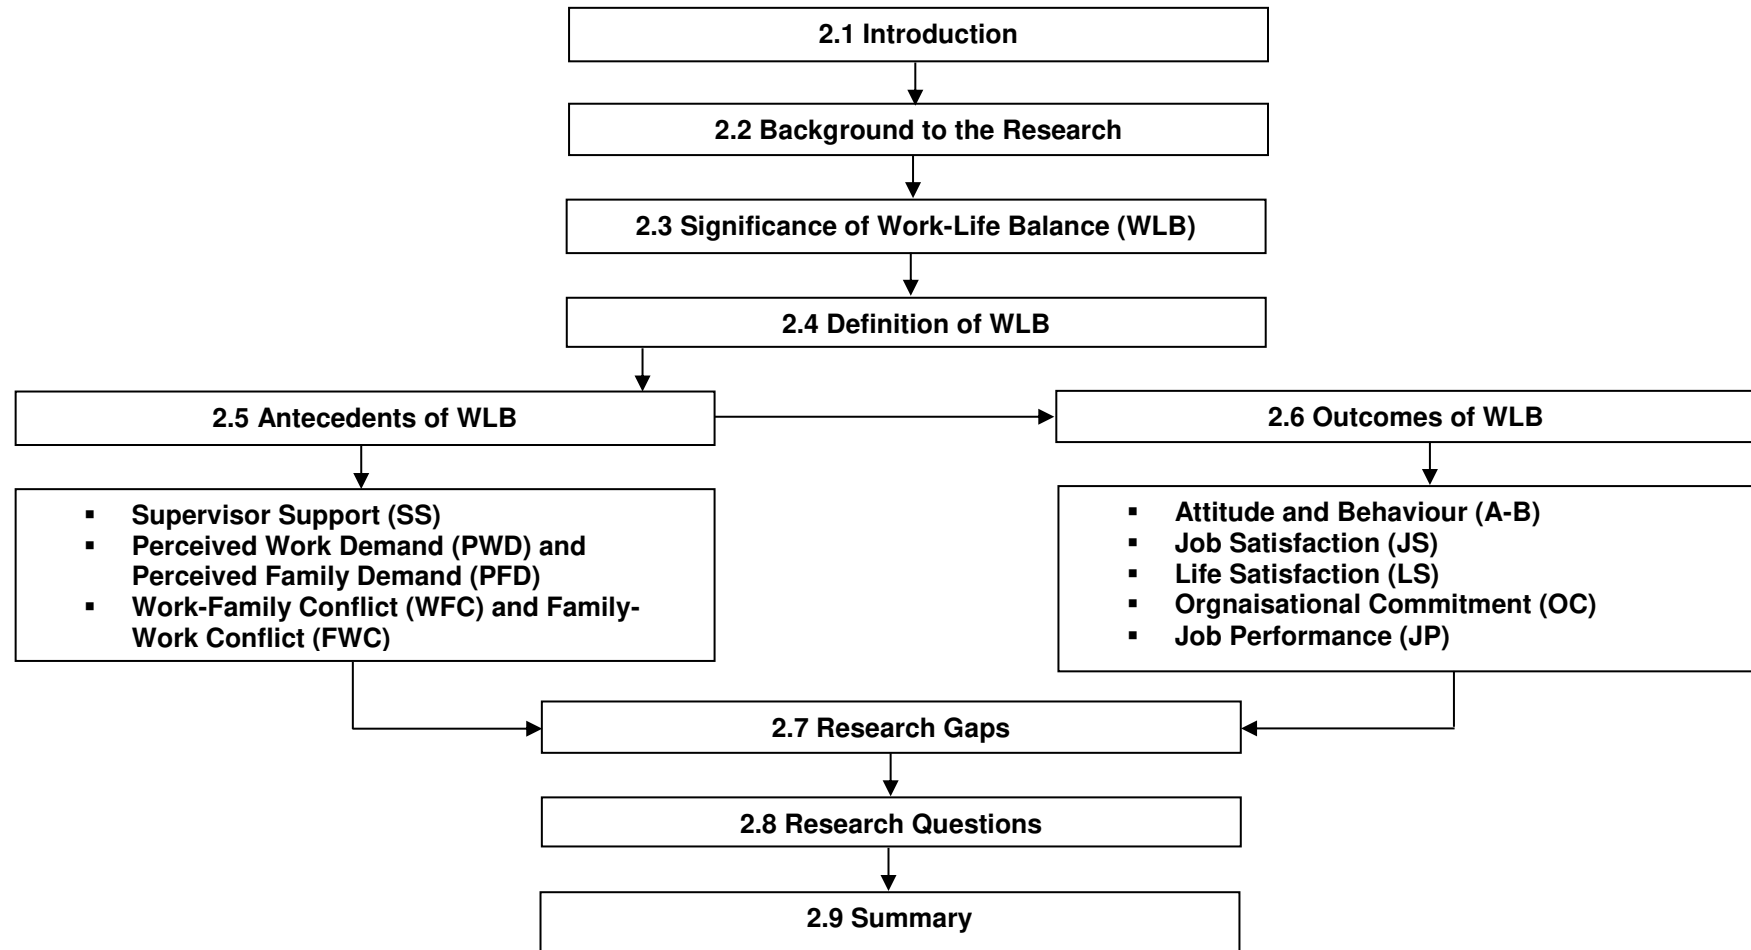 2.1 Introduction
2.2 Background to the Research
2.3 Significance of Work-Life Balance (WLB)
2.4 Definition of WLB
2.5 Antecedents of WLB
▪ Supervisor Support (SS)
▪ Perceived Work Demand (PWD) and
Perceived Family Demand (PFD)
▪ Work-Family Conflict (WFC) and Family-
Work Conflict (FWC)
2.6 Outcomes of WLB
▪ Attitude and Behaviour (A-B)
▪ Job Satisfaction (JS)
▪ Life Satisfaction (LS)
▪ Orgnaisational Commitment (OC)
▪ Job Performance (JP)
2.7 Research Gaps
2.8 Research Questions
2.9 Summary